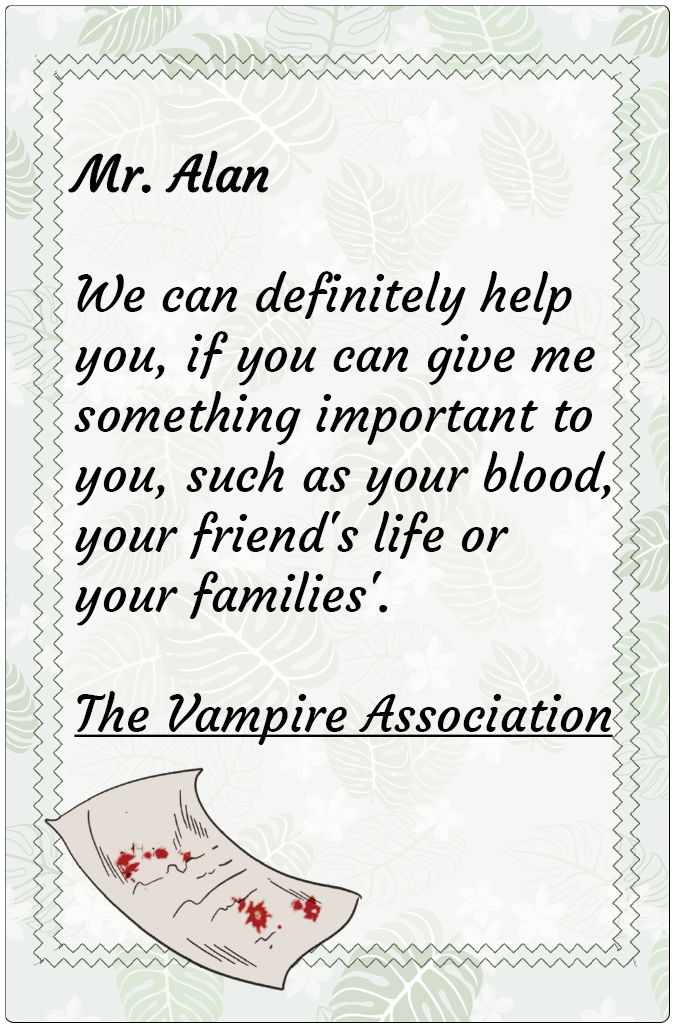 Mr. Alan
We can definitely help
you, if you can give me
something important to
you, such as your blood,
your friend's life or
your families'.
The Vampire Association